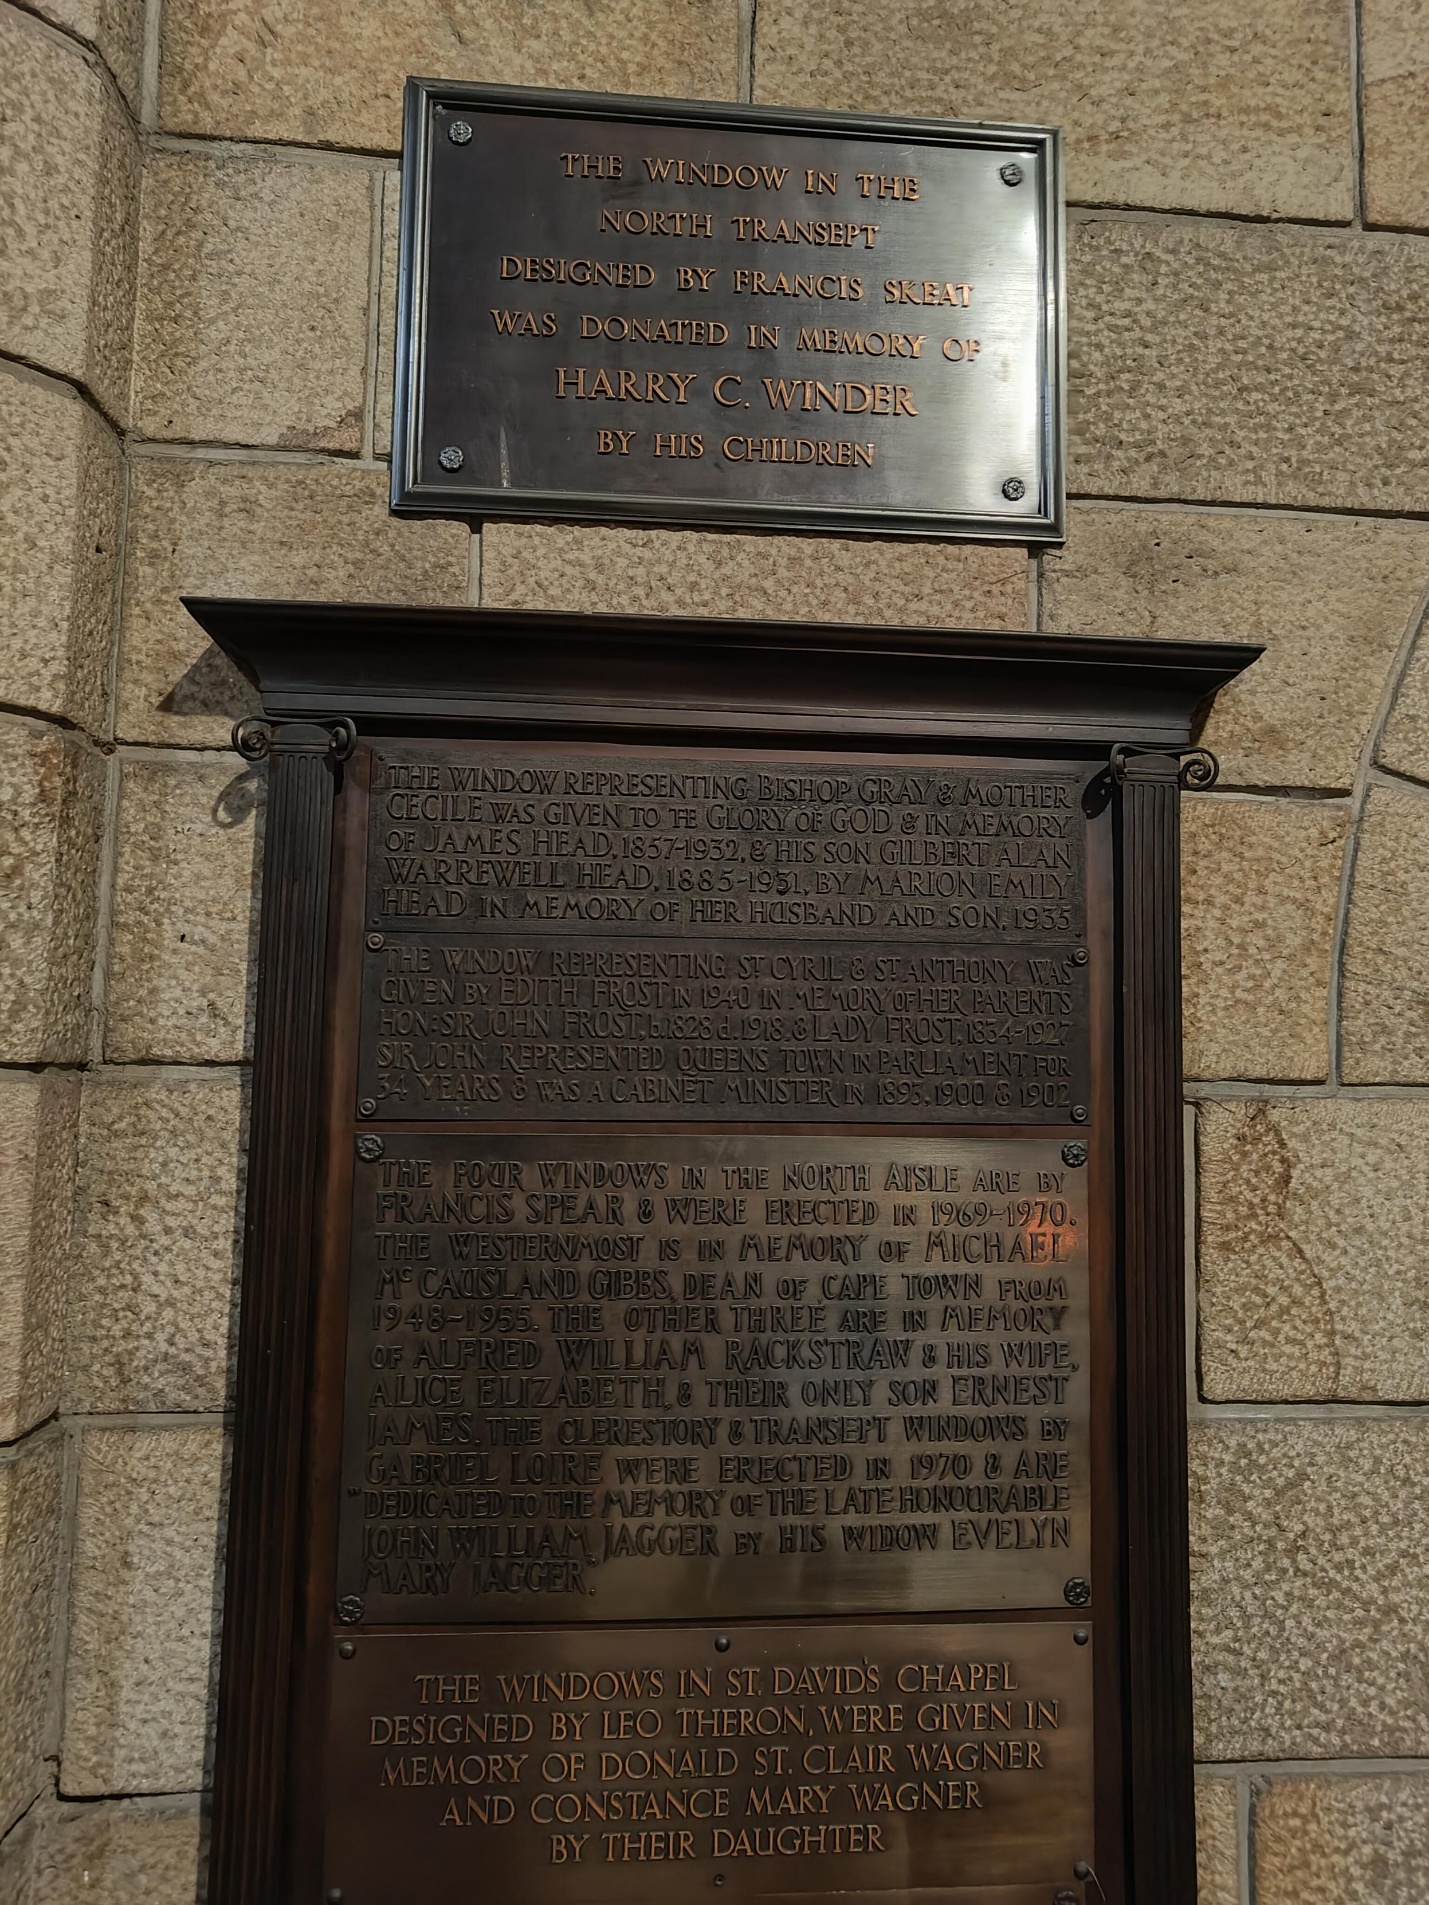 THE WINDOW IN THE
NORTH TRANSEPT
DESIGNED BY FRANCIS SKEAT
WAS DONATED IN MEMORY OF
HARRY C. WINDER
BY HIS CHILDREN
THE WINDOW REPRESENTING BISHOP GRAY & MOTHER
CECILE WAS GIVEN TO THE GLORY OF GOD & IN MEMORY
OF JAMES HEAD, 1857-1932, & HIS SON GILBERT ALAN
WARREWELL HEAD, 1885-1931, BY MARION EMILY
HEAD IN MEMORY OF HER HUSBAND AND SON, 1935
THE WINDOW REPRESENTING ST CYRIL & ST. ANTHONY WAS
GIVEN BY EDITH FROST IN 1940 IN MEMORY OF HER PARENTS
HON: SIR JOHN FROST, b.1828 d.1918, & LADY FROST, 1834-1927
SIR JOHN REPRESENTED QUEENS TOWN IN PARLIAMENT FOR
34 YEARS & WAS A CABINET MINISTER IN 1893, 1900 & 1902
THE FOUR WINDOWS IN THE NORTH AISLE ARE BY
FRANCIS SPEAR & WERE ERECTED IN 1969-1970.
THE WESTERNMOST IS IN MEMORY OF MICHAEL
McCAUSLAND GIBBS, DEAN OF CAPE TOWN FROM
1948-1955. THE OTHER THREE ARE IN MEMORY
OF ALFRED WILLIAM RACKSTRAW & HIS WIFE,
ALICE ELIZABETH, & THEIR ONLY SON ERNEST
JAMES. THE CLERESTORY & TRANSEPT WINDOWS BY
GABRIEL LOIRE WERE ERECTED IN 1970 & ARE
"DEDICATED TO THE MEMORY OF THE LATE HONOURABLE
JOHN WILLIAM JAGGER BY HIS WIDOW EVELYN
MARY JAGGER."
THE WINDOWS IN ST. DAVID'S CHAPEL
DESIGNED BY LEO THERON, WERE GIVEN IN
MEMORY OF DONALD ST. CLAIR WAGNER
AND CONSTANCE MARY WAGNER
BY THEIR DAUGHTER